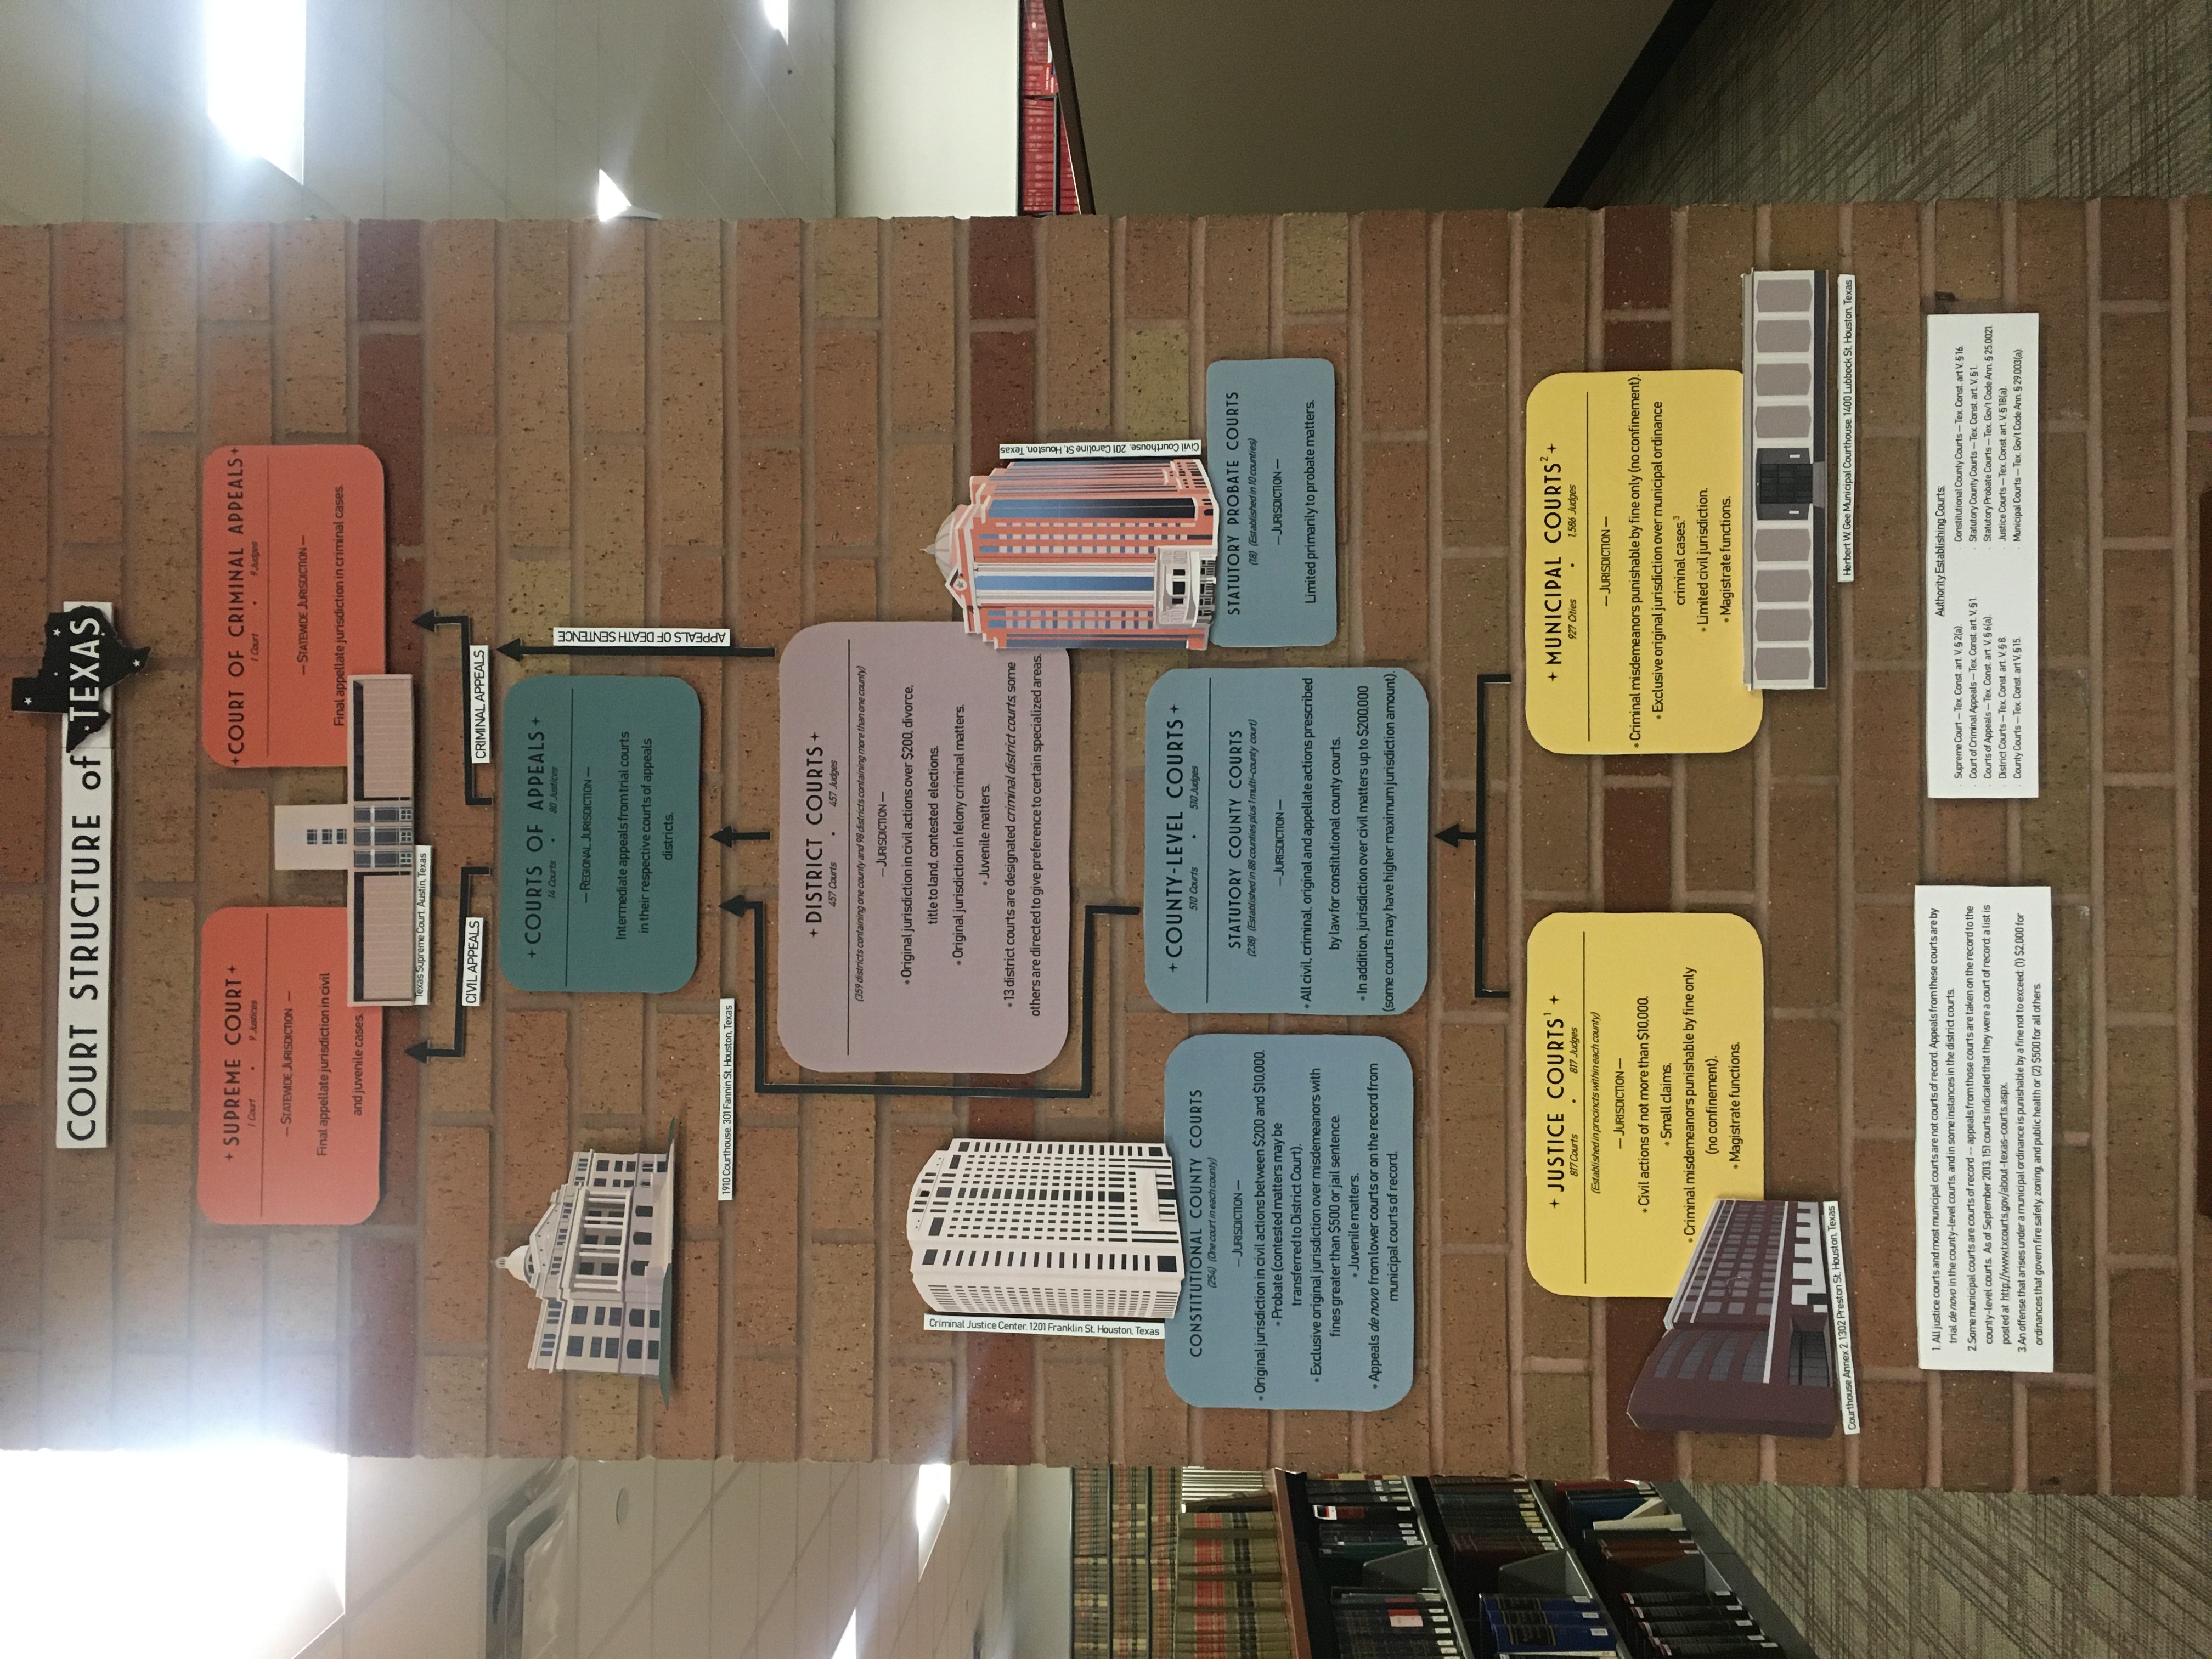 COURT STRUCTURE of TEXAS
+ SUPREME COURT +
1 Court • 9 Justices
— STATEWIDE JURISDICTION —
Final appellate jurisdiction in civil
and juvenile cases.
+ COURT OF CRIMINAL APPEALS +
1 Court • 9 Judges
— STATEWIDE JURISDICTION —
Final appellate jurisdiction in criminal cases.
Texas Supreme Court. Austin, Texas
CIVIL APPEALS
CRIMINAL APPEALS
+ COURTS OF APPEALS +
14 Courts • 80 Justices
— REGIONAL JURISDICTION —
Intermediate appeals from trial courts
in their respective courts of appeals
districts.
APPEALS OF DEATH SENTENCE
1910 Courthouse. 301 Fannin St, Houston, Texas
+ DISTRICT COURTS +
457 Courts • 457 Judges
(359 districts containing one county and 98 districts containing more than one county)
— JURISDICTION —
• Original jurisdiction in civil actions over $200, divorce,
title to land, contested elections.
• Original jurisdiction in felony criminal matters.
• Juvenile matters.
• 13 district courts are designated criminal district courts, some
others are directed to give preference to certain specialized areas.
Criminal Justice Center. 1201 Franklin St. Houston, Texas
Civil Courthouse. 201 Caroline St. Houston, Texas
CONSTITUTIONAL COUNTY COURTS
(254) (One court in each county)
— JURISDICTION —
• Original jurisdiction in civil actions between $200 and $10,000.
• Probate (contested matters may be
transferred to District Court).
• Exclusive original jurisdiction over misdemeanors with
fines greater than $500 or jail sentence.
• Juvenile matters.
• Appeals de novo from lower courts or on the record from
municipal courts of record.
+ COUNTY-LEVEL COURTS +
510 Courts • 510 Judges
STATUTORY COUNTY COURTS
(238) (Established in 88 counties plus 1 multi-county court)
— JURISDICTION —
• All civil, criminal, original and appellate actions prescribed
by law for constitutional county courts.
• In addition, jurisdiction over civil matters up to $200,000
(some courts may have higher maximum jurisdiction amount).
STATUTORY PROBATE COURTS
(18) (Established in 10 counties)
— JURISDICTION —
Limited primarily to probate matters.
+ JUSTICE COURTS¹ +
817 Courts • 817 Judges
(Established in precincts within each county)
— JURISDICTION —
• Civil actions of not more than $10,000.
• Small claims.
• Criminal misdemeanors punishable by fine only
(no confinement).
• Magistrate functions.
+ MUNICIPAL COURTS² +
927 Cities • 1,586 Judges
— JURISDICTION —
• Criminal misdemeanors punishable by fine only (no confinement).
• Exclusive original jurisdiction over municipal ordinance
criminal cases.³
• Limited civil jurisdiction.
• Magistrate functions.
Courthouse Annex 2. 1302 Preston St, Houston, Texas
Herbert W. Gee Municipal Courthouse. 1400 Lubbock St, Houston, Texas
1. All justice courts and most municipal courts are not courts of record. Appeals from these courts are by
trial de novo in the county-level courts, and in some instances in the district courts.
2. Some municipal courts are courts of record -- appeals from those courts are taken on the record to the
county-level courts. As of September 2013, 151 courts indicated that they were a court of record; a list is
posted at http://www.txcourts.gov/about-texas-courts.aspx.
3. An offense that arises under a municipal ordinance is punishable by a fine not to exceed: (1) $2,000 for
ordinances that govern fire safety, zoning, and public health or (2) $500 for all others.
Authority Establishing Courts:
Supreme Court — Tex. Const. art. V, § 2(a).
Court of Criminal Appeals — Tex. Const. art. V, § 1
Courts of Appeals — Tex. Const. art. V, § 6(a).
District Courts — Tex. Const. art. V, § 8.
County Courts — Tex. Const. art V, § 15.
Constitutional County Courts — Tex. Const. art V, § 16.
Statutory County Courts — Tex. Const. art. V, § 1.
Statutory Probate Courts — Tex. Gov't Code Ann. § 25.0021.
Justice Courts — Tex. Const. art. V, § 18(a).
Municipal Courts — Tex. Gov't Code Ann. § 29.003(a).